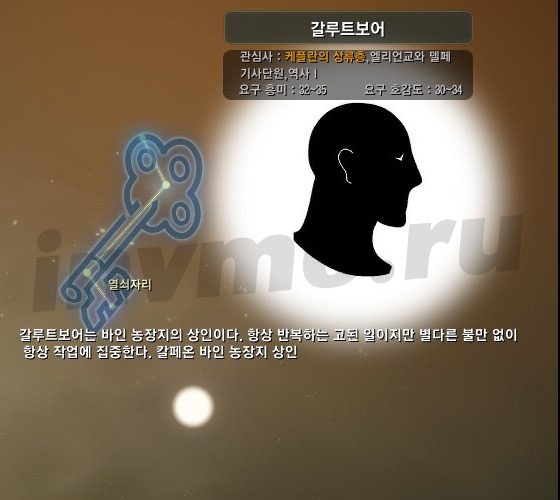 갈루트보어
관심사 : 케플란의 상류층,엘리언교와 델페
기사단원,역사 I
요구 흥미 : 32~35 요구 호감도 : 30~34
invmo.ru
열쇠자리
갈루트보어는 바인 농장지의 상인이다. 항상 반복하는 고된 일이지만 별다른 불만 없이
항상 작업에 집중한다. 칼페온 바인 농장지 상인